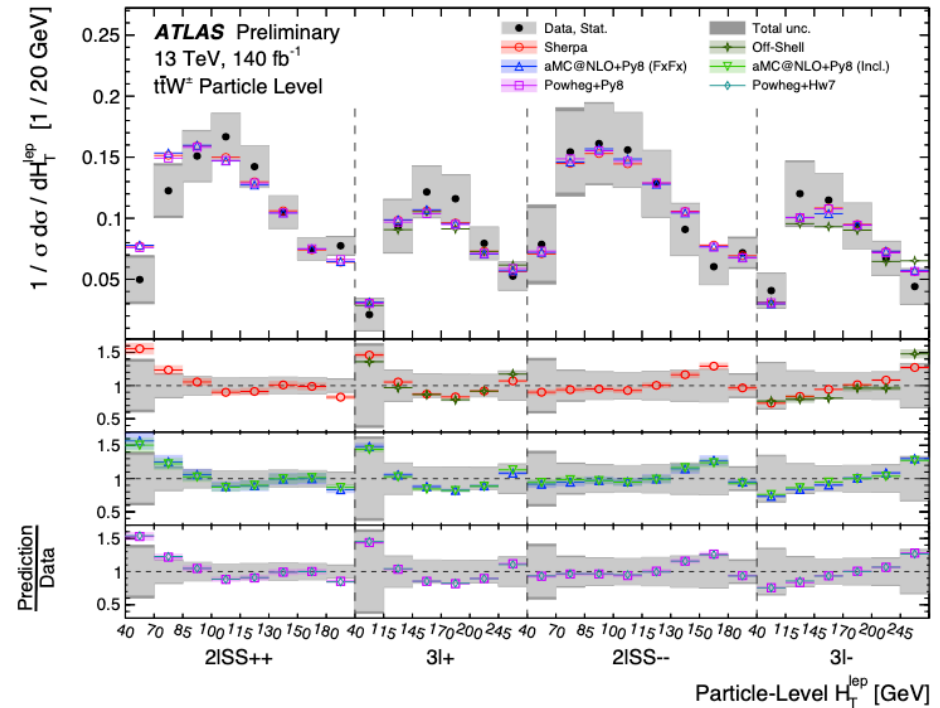 ATLAS Preliminary
13 TeV, 140 fb⁻¹
tt̄W± Particle Level
Data, Stat.
Total unc.
Sherpa
Off-Shell
aMC@NLO+Py8 (FxFx)
aMC@NLO+Py8 (Incl.)
Powheg+Py8
Powheg+Hw7
1 / σ dσ / dH_T^lep [1 / 20 GeV]
0.25
0.2
0.15
0.1
0.05
1.5
1
0.5
1.5
1
0.5
1.5
1
0.5
Prediction
Data
40 70 85 100 115 130 150 180 40 115 145 170 200 245 40 70 85 100 115 130 150 180 40 115 145 170 200 245
2lSS++ 3l+ 2lSS-- 3l-
Particle-Level H_T^lep [GeV]